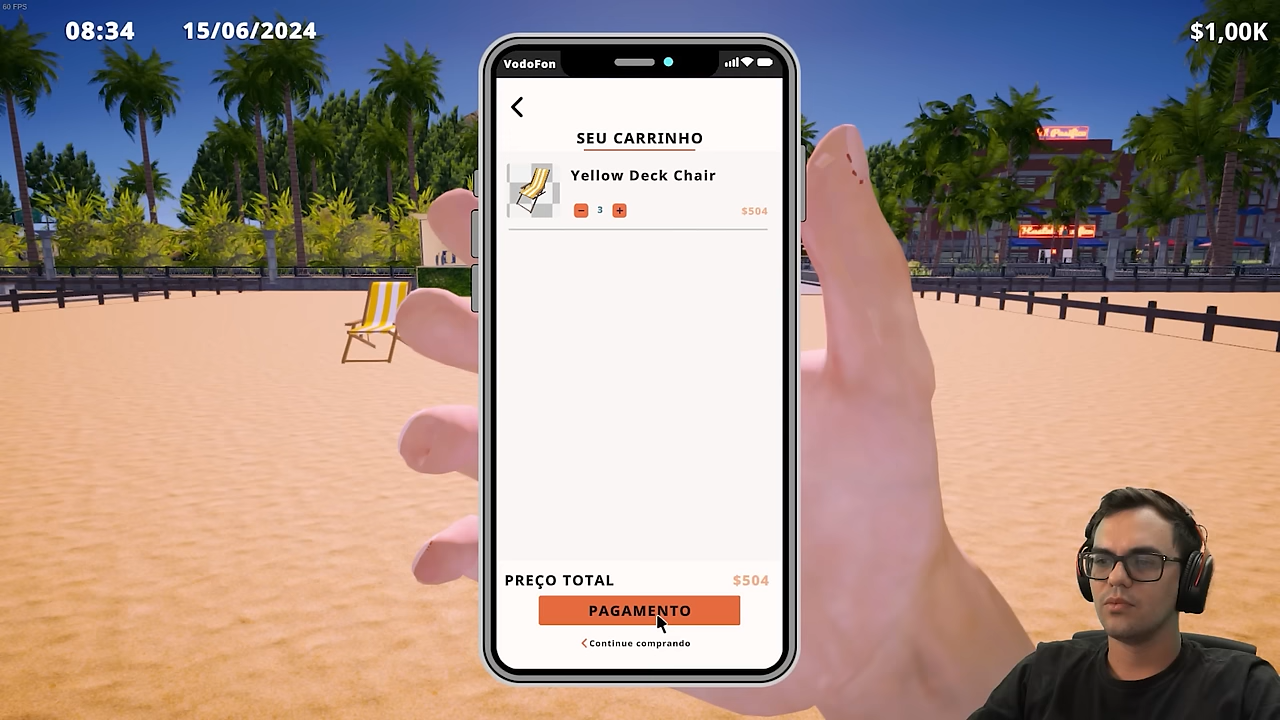 60 FPS
08:34
15/06/2024
$1,00K
VodoFon
SEU CARRINHO
Yellow Deck Chair
3
$504
PREÇO TOTAL
$504
PAGAMENTO
Continue comprando